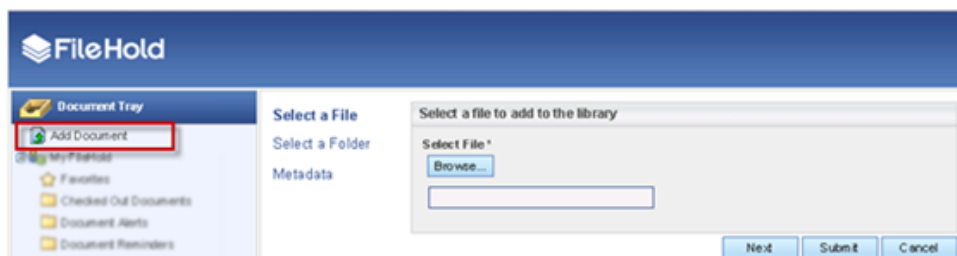 FileHold
Document Tray
Add Document
My FileHold
Favorites
Checked Out Documents
Document Alerts
Document Reminders
Select a File
Select a Folder
Metadata
Select a file to add to the library
Select File*
Browse...
Next
Submit
Cancel